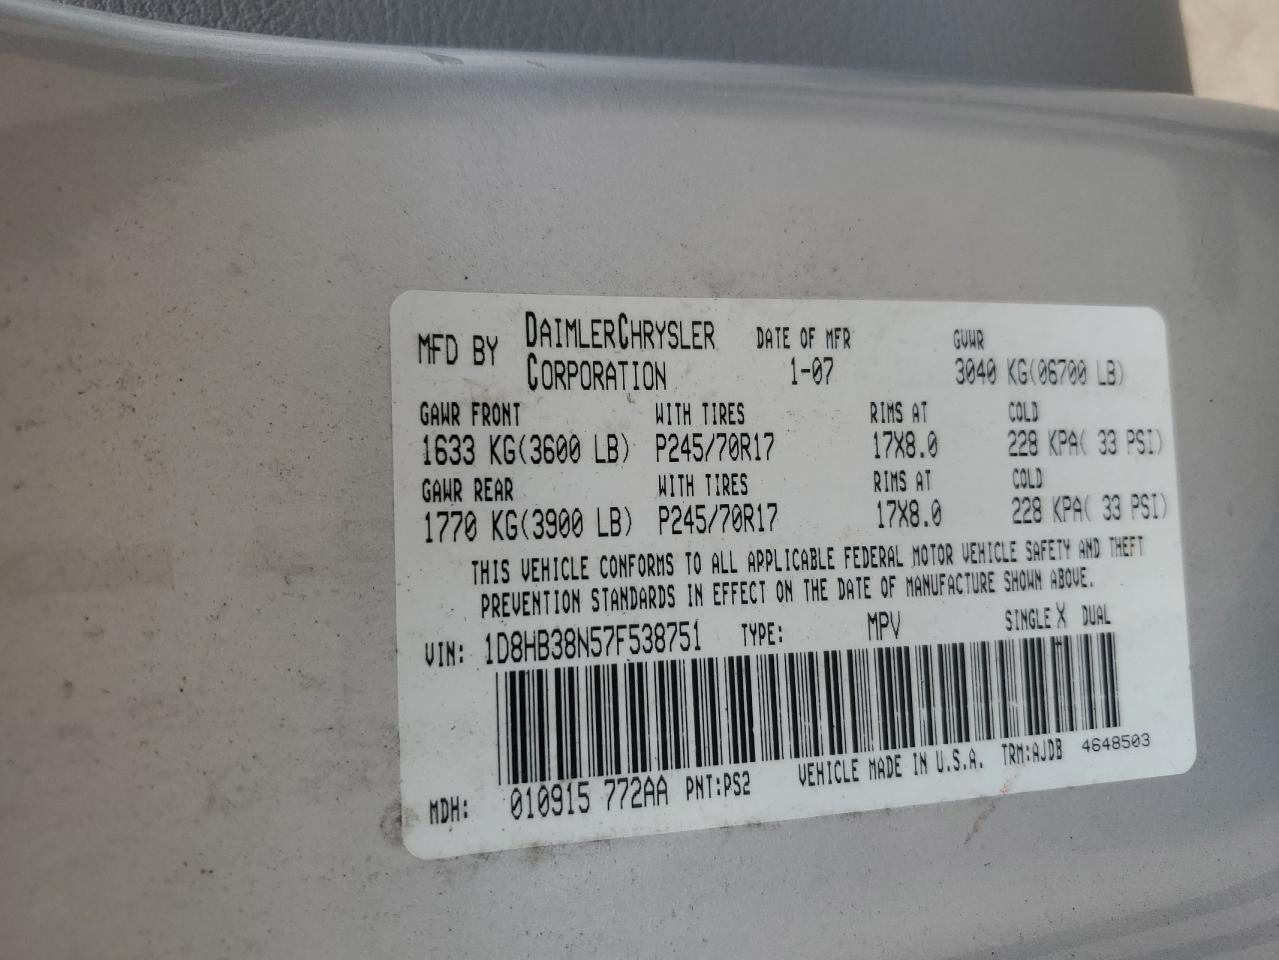 MFD BY DAIMLERCHRYSLER CORPORATION DATE OF MFR 1-07 GVWR 3040 KG(06700 LB)
GAWR FRONT WITH TIRES RIMS AT COLD
1633 KG(3600 LB) P245/70R17 17X8.0 228 KPA( 33 PSI)
GAWR REAR WITH TIRES RIMS AT COLD
1770 KG(3900 LB) P245/70R17 17X8.0 228 KPA( 33 PSI)
THIS VEHICLE CONFORMS TO ALL APPLICABLE FEDERAL MOTOR VEHICLE SAFETY AND THEFT
PREVENTION STANDARDS IN EFFECT ON THE DATE OF MANUFACTURE SHOWN ABOVE.
VIN: 1D8HB38N57F538751 TYPE: MPV SINGLE X DUAL
MDH: 010915 772AA PNT:PS2 VEHICLE MADE IN U.S.A. TRM:AJDB 4648503